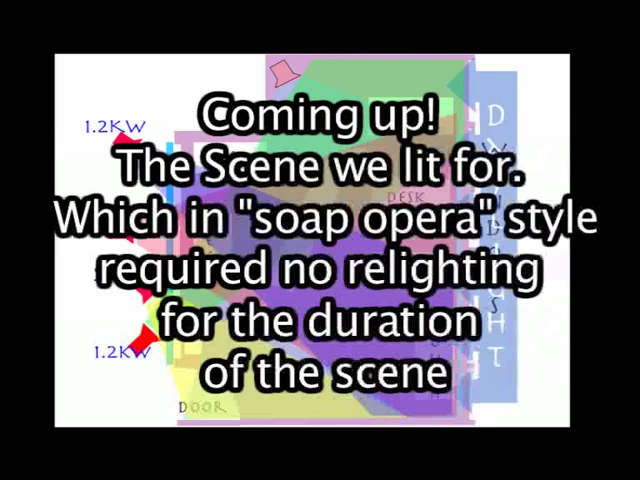 Coming up!
The Scene we lit for.
Which in "soap opera" style
required no relighting
for the duration
of the scene
1.2KW
DESK
1.2KW
DOOR